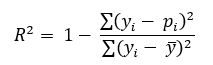 R² = 1 − ∑(yᵢ − pᵢ)² / ∑(yᵢ − ȳ)²